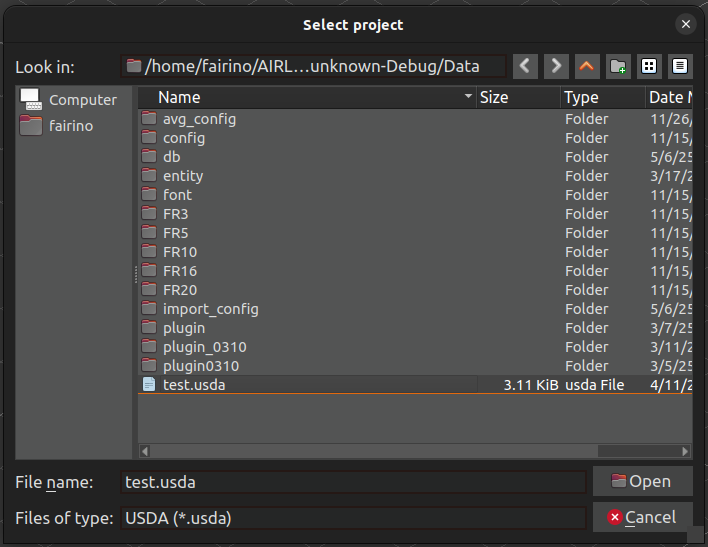 Select project
Look in:
/home/fairino/AIRL...unknown-Debug/Data
Computer
fairino
Name Size Type Date M
avg_config Folder 11/26/
config Folder 11/15/
db Folder 5/6/25
entity Folder 3/17/2
font Folder 11/15/
FR3 Folder 11/15/
FR5 Folder 11/15/
FR10 Folder 11/15/
FR16 Folder 11/15/
FR20 Folder 11/15/
import_config Folder 5/6/25
plugin Folder 3/7/25
plugin_0310 Folder 3/11/2
plugin0310 Folder 3/5/25
test.usda 3.11 KiB usda File 4/11/2
File name: test.usda Open
Files of type: USDA (*.usda) Cancel